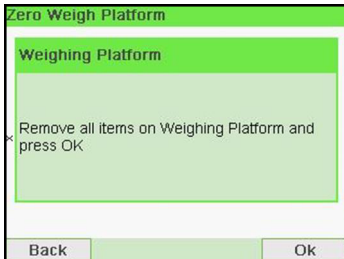 Zero Weigh Platform
Weighing Platform
Remove all items on Weighing Platform and
press OK
Back
Ok